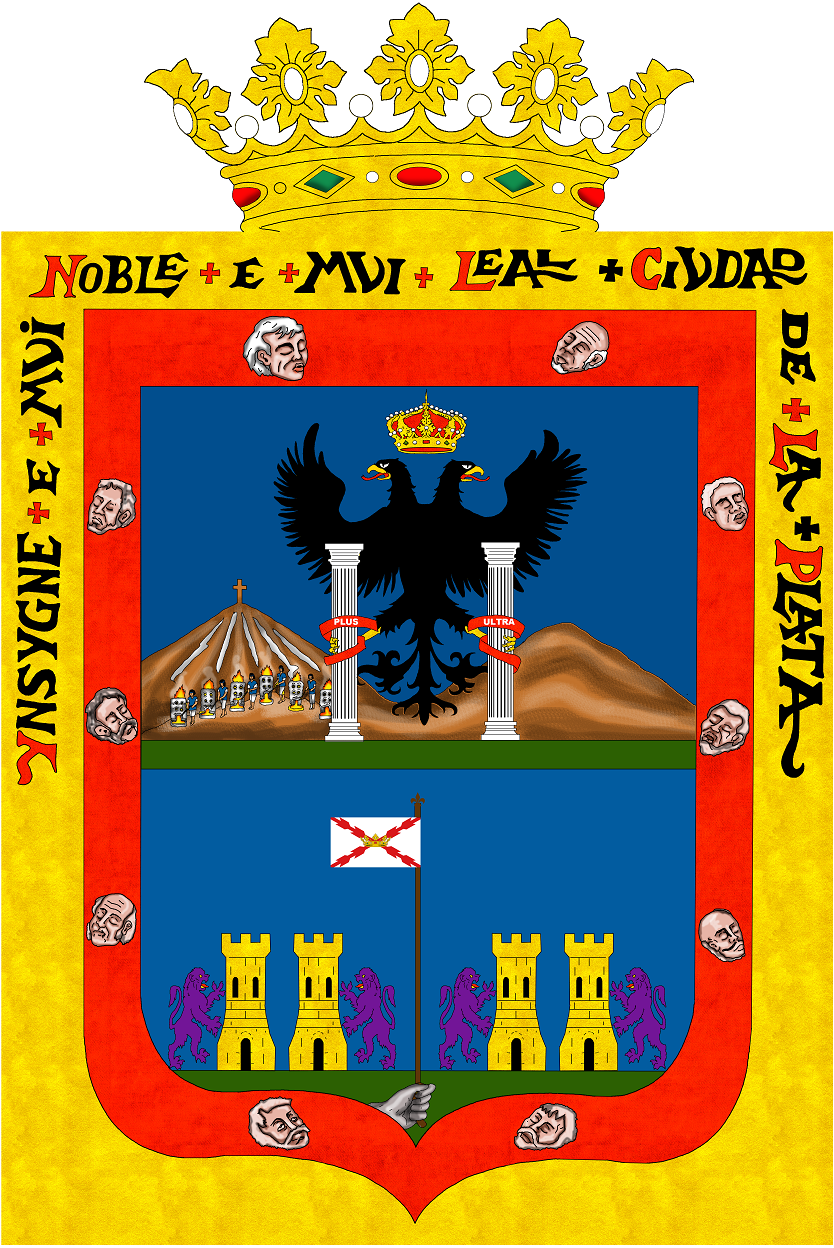 YNSYGNE + E + MVI
NOBLE + E + MVI + LEAL + CIVDAD
DE + LA + PLATA
PLUS
ULTRA